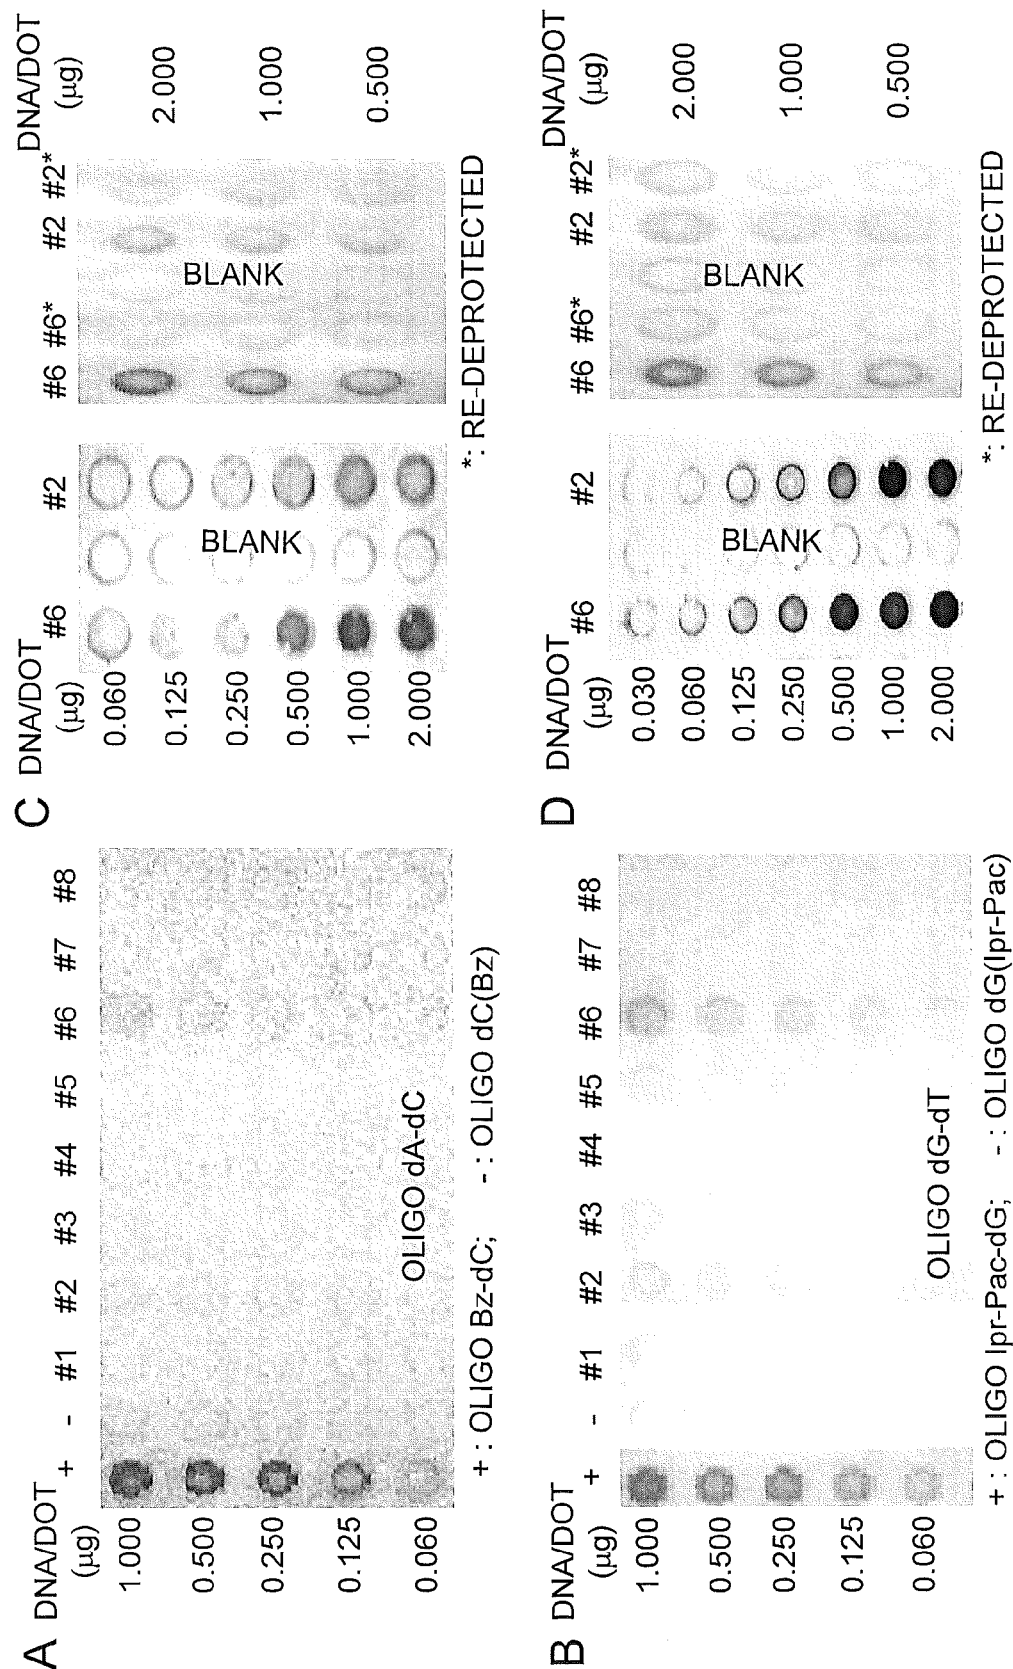 A
DNA/DOT
(µg)
+ - #1 #2 #3 #4 #5 #6 #7 #8
1.000
0.500
0.250
0.125
0.060
OLIGO dA-dC
+ : OLIGO Bz-dC; - : OLIGO dC(Bz)
B
DNA/DOT
(µg)
+ - #1 #2 #3 #4 #5 #6 #7 #8
1.000
0.500
0.250
0.125
0.060
OLIGO dG-dT
+ : OLIGO Ipr-Pac-dG; - : OLIGO dG(Ipr-Pac)
C
DNA/DOT
(µg)
#6 #2
0.060
0.125
0.250
0.500
1.000
2.000
BLANK
#6 #6* #2 #2*
DNA/DOT
(µg)
2.000
1.000
0.500
BLANK
*: RE-DEPROTECTED
D
DNA/DOT
(µg)
#6 #2
0.030
0.060
0.125
0.250
0.500
1.000
2.000
BLANK
#6 #6* #2 #2*
DNA/DOT
(µg)
2.000
1.000
0.500
BLANK
*: RE-DEPROTECTED